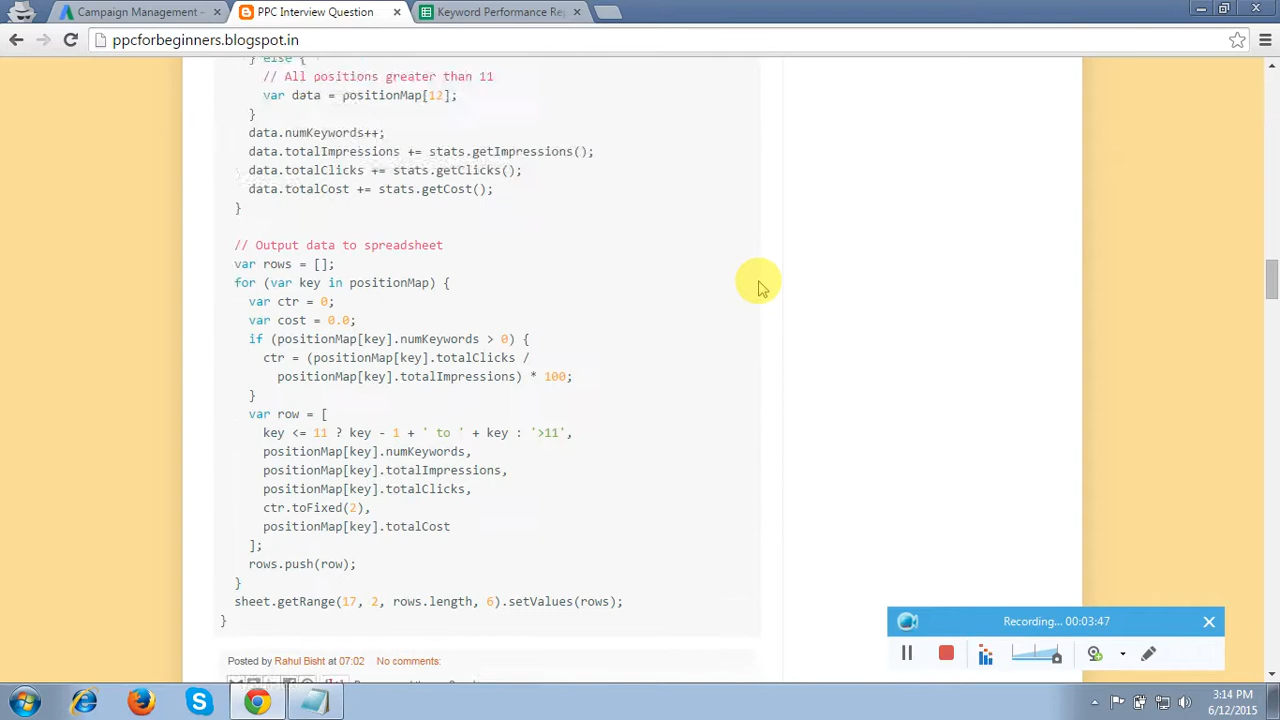 Campaign Management –
PPC Interview Question
Keyword Performance Re
ppcforbeginners.blogspot.in
} else {
// All positions greater than 11
var data = positionMap[12];
}
data.numKeywords++;
data.totalImpressions += stats.getImpressions();
data.totalClicks += stats.getClicks();
data.totalCost += stats.getCost();
}
// Output data to spreadsheet
var rows = [];
for (var key in positionMap) {
var ctr = 0;
var cost = 0.0;
if (positionMap[key].numKeywords > 0) {
ctr = (positionMap[key].totalClicks /
positionMap[key].totalImpressions) * 100;
}
var row = [
key <= 11 ? key - 1 + ' to ' + key : '>11',
positionMap[key].numKeywords,
positionMap[key].totalImpressions,
positionMap[key].totalClicks,
ctr.toFixed(2),
positionMap[key].totalCost
];
rows.push(row);
}
sheet.getRange(17, 2, rows.length, 6).setValues(rows);
}
Posted by Rahul Bisht at 07:02 No comments:
Recording... 00:03:47
3:14 PM
6/12/2015